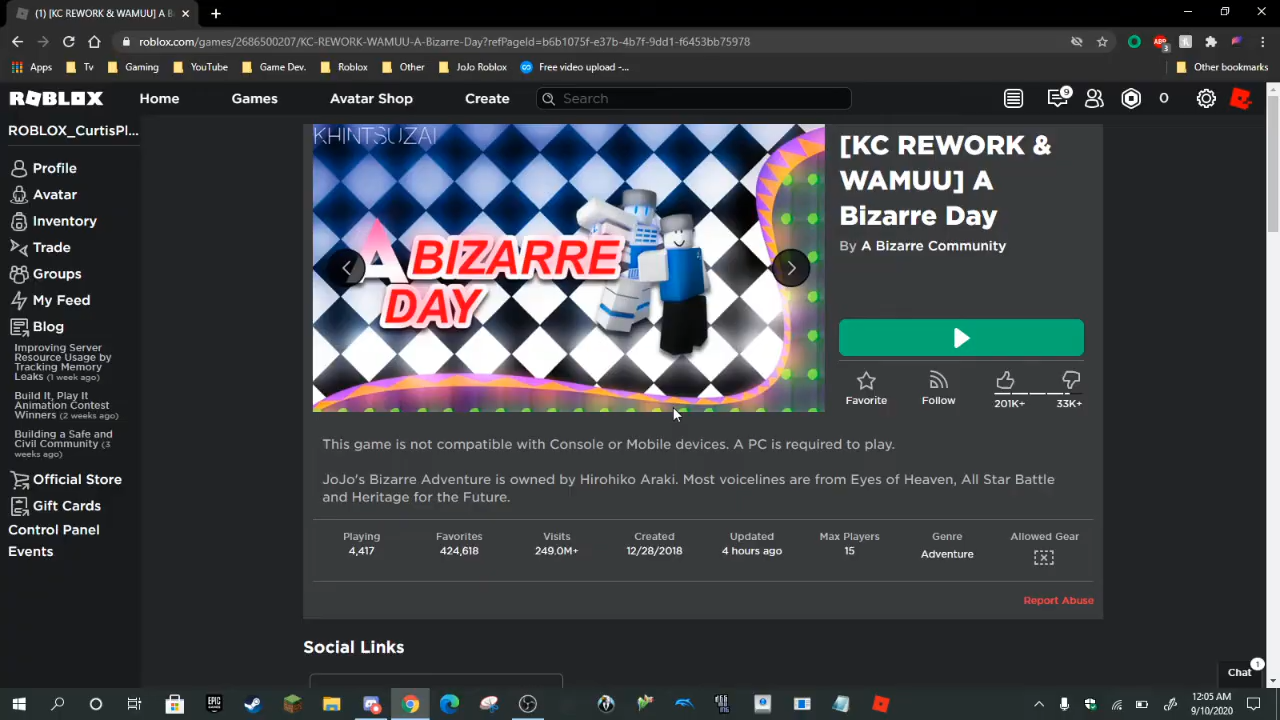 (1) [KC REWORK & WAMUU] A B
roblox.com/games/2686500207/KC-REWORK-WAMUU-A-Bizarre-Day?refPageId=b6b1075f-e37b-4b7f-9dd1-f6453bb75978
Apps
Tv
Gaming
YouTube
Game Dev.
Roblox
Other
JoJo Roblox
Free video upload -...
Other bookmarks
ROBLOX
Home
Games
Avatar Shop
Create
Search
9
0
ROBLOX_CurtisPl...
Profile
Avatar
Inventory
Trade
Groups
My Feed
Blog
Improving Server
Resource Usage by
Tracking Memory
Leaks (1 week ago)
Build It, Play It
Animation Contest
Winners (2 weeks ago)
Building a Safe and
Civil Community (3
weeks ago)
Official Store
Gift Cards
Control Panel
Events
KHINTSUZAI
A BIZARRE
DAY
[KC REWORK &
WAMUU] A
Bizarre Day
By A Bizarre Community
Favorite
Follow
201K+
33K+
This game is not compatible with Console or Mobile devices. A PC is required to play.
JoJo's Bizarre Adventure is owned by Hirohiko Araki. Most voicelines are from Eyes of Heaven, All Star Battle
and Heritage for the Future.
Playing
Favorites
Visits
Created
Updated
Max Players
Genre
Allowed Gear
4,417
424,618
249.0M+
12/28/2018
4 hours ago
15
Adventure
Report Abuse
Social Links
Chat
1
EPIC
GAMES
12:05 AM
9/10/2020